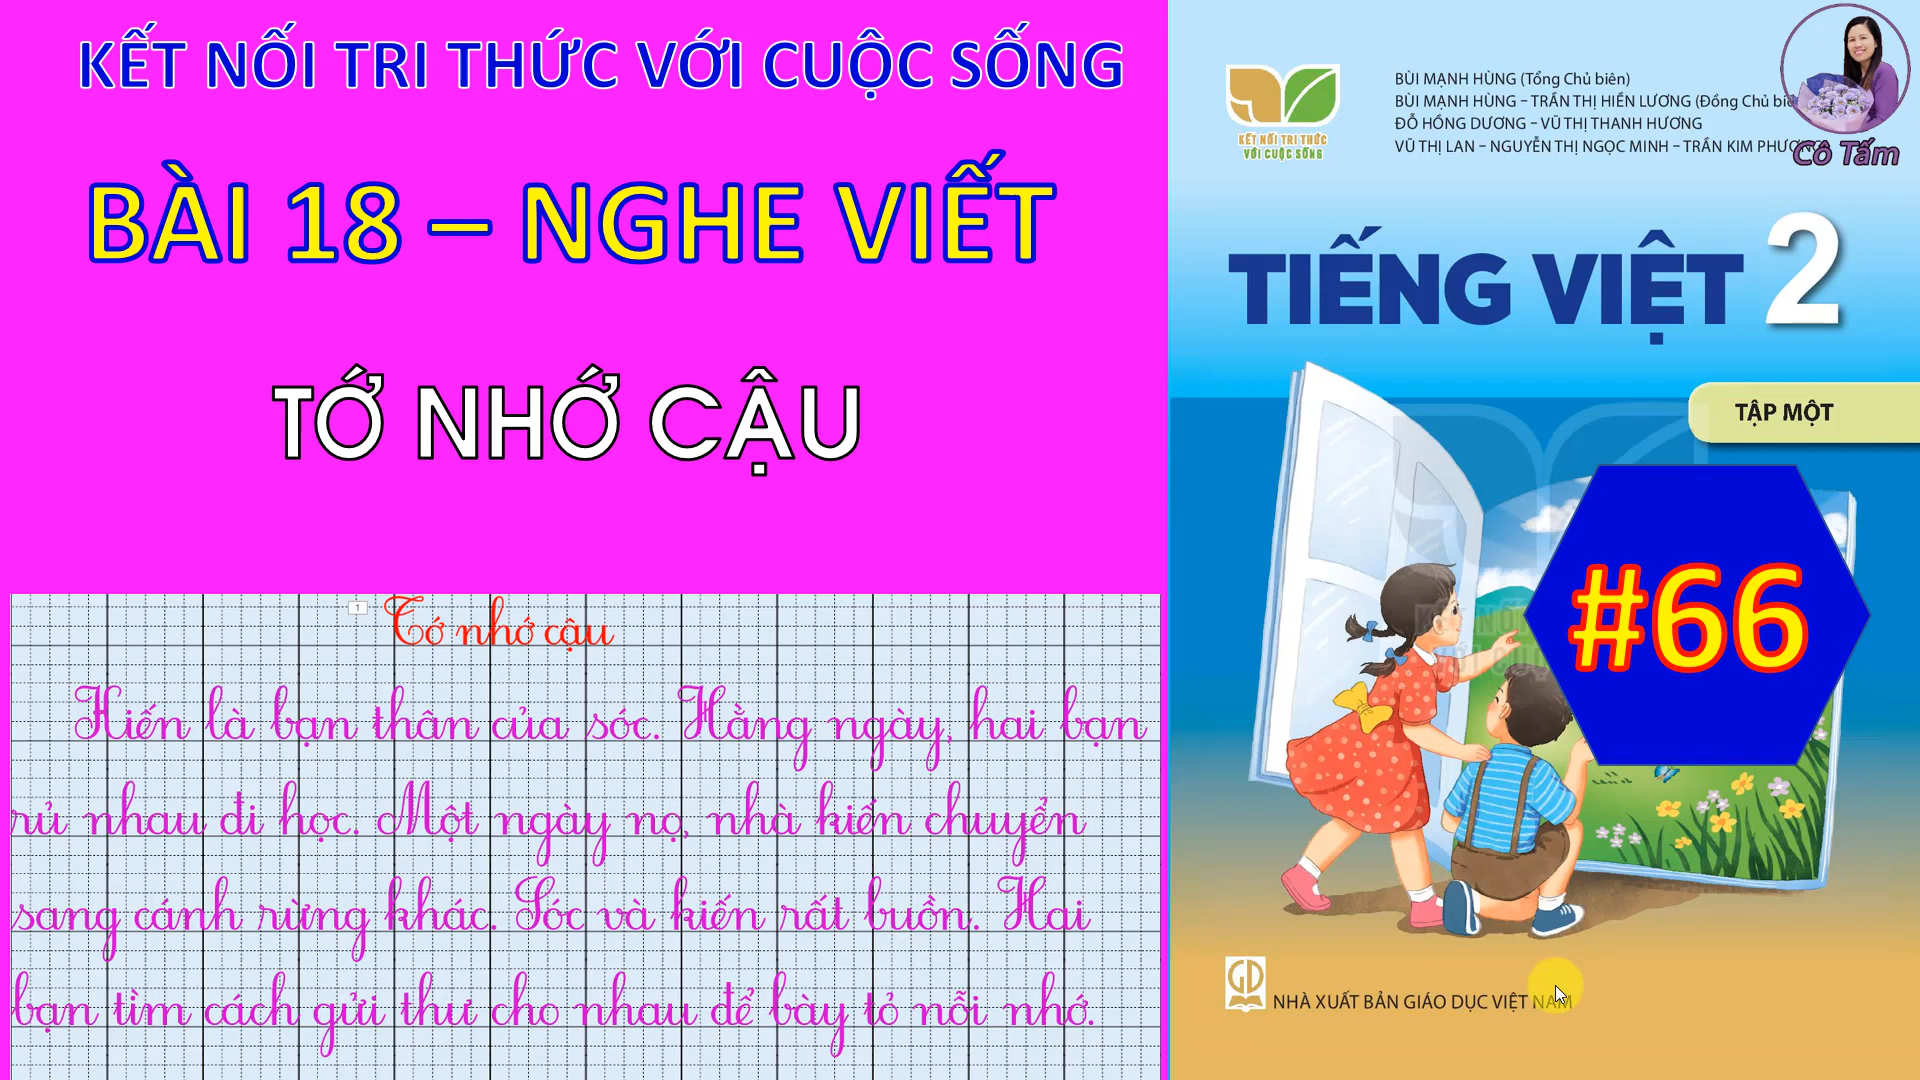 KẾT NỐI TRI THỨC VỚI CUỘC SỐNG
BÀI 18 – NGHE VIẾT
TỚ NHỚ CẬU
1
Tớ nhớ cậu
Kiến là bạn thân của sóc. Hằng ngày, hai bạn
rủ nhau đi học. Một ngày nọ, nhà kiến chuyển
sang cánh rừng khác. Sóc và kiến rất buồn. Hai
bạn tìm cách gửi thư cho nhau để bày tỏ nỗi nhớ.
KẾT NỐI TRI THỨC
VỚI CUỘC SỐNG
BÙI MẠNH HÙNG (Tổng Chủ biên)
BÙI MẠNH HÙNG – TRẦN THỊ HIỀN LƯƠNG (Đồng Chủ
ĐỖ HỒNG DƯƠNG – VŨ THỊ THANH HƯƠNG
VŨ THỊ LAN – NGUYỄN THỊ NGỌC MINH – TRẦN KIM PHƯỢNG
Cô Tấm
TIẾNG VIỆT 2
TẬP MỘT
#66
GD
NHÀ XUẤT BẢN GIÁO DỤC VIỆT NAM